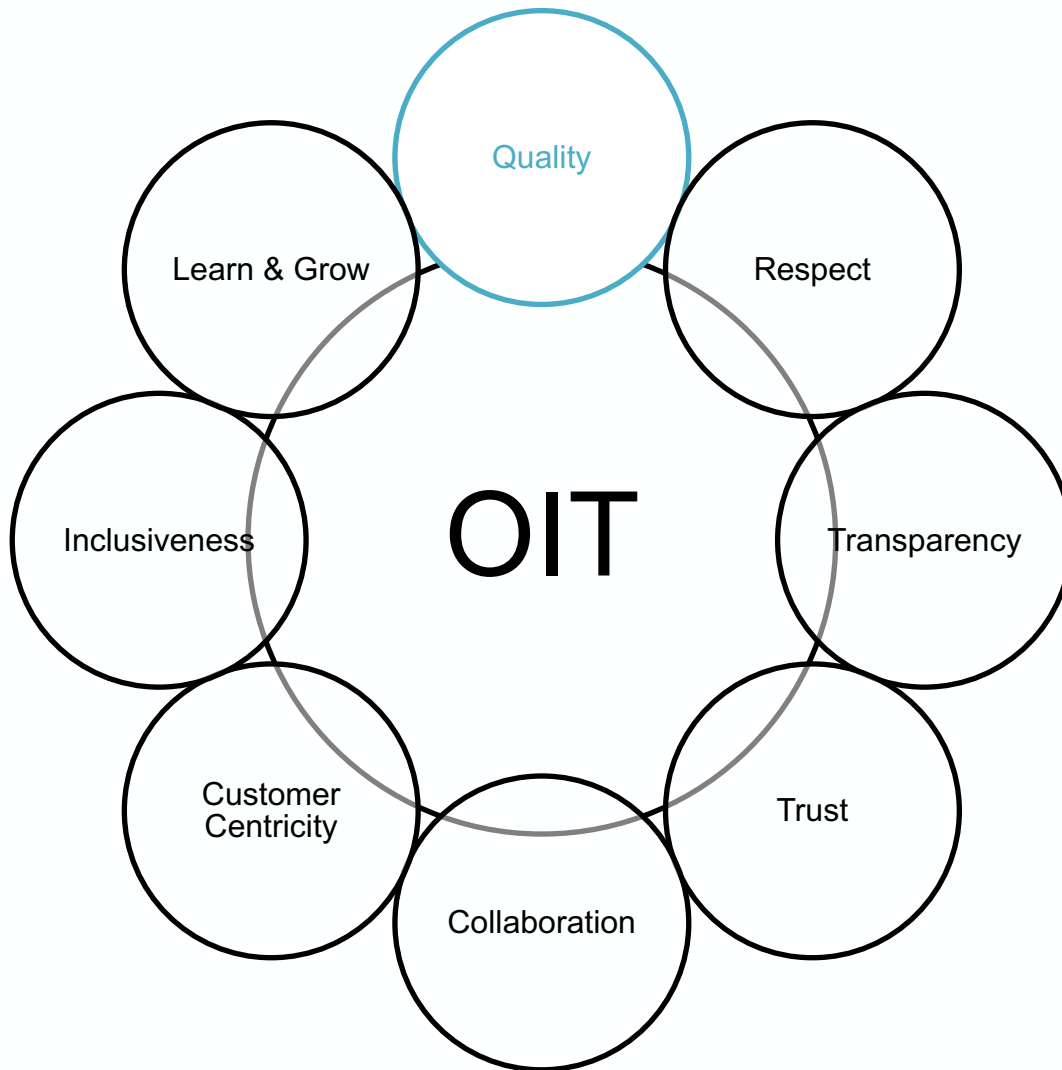 Quality
Learn & Grow
Respect
Inclusiveness
OIT
Transparency
Customer
Centricity
Trust
Collaboration